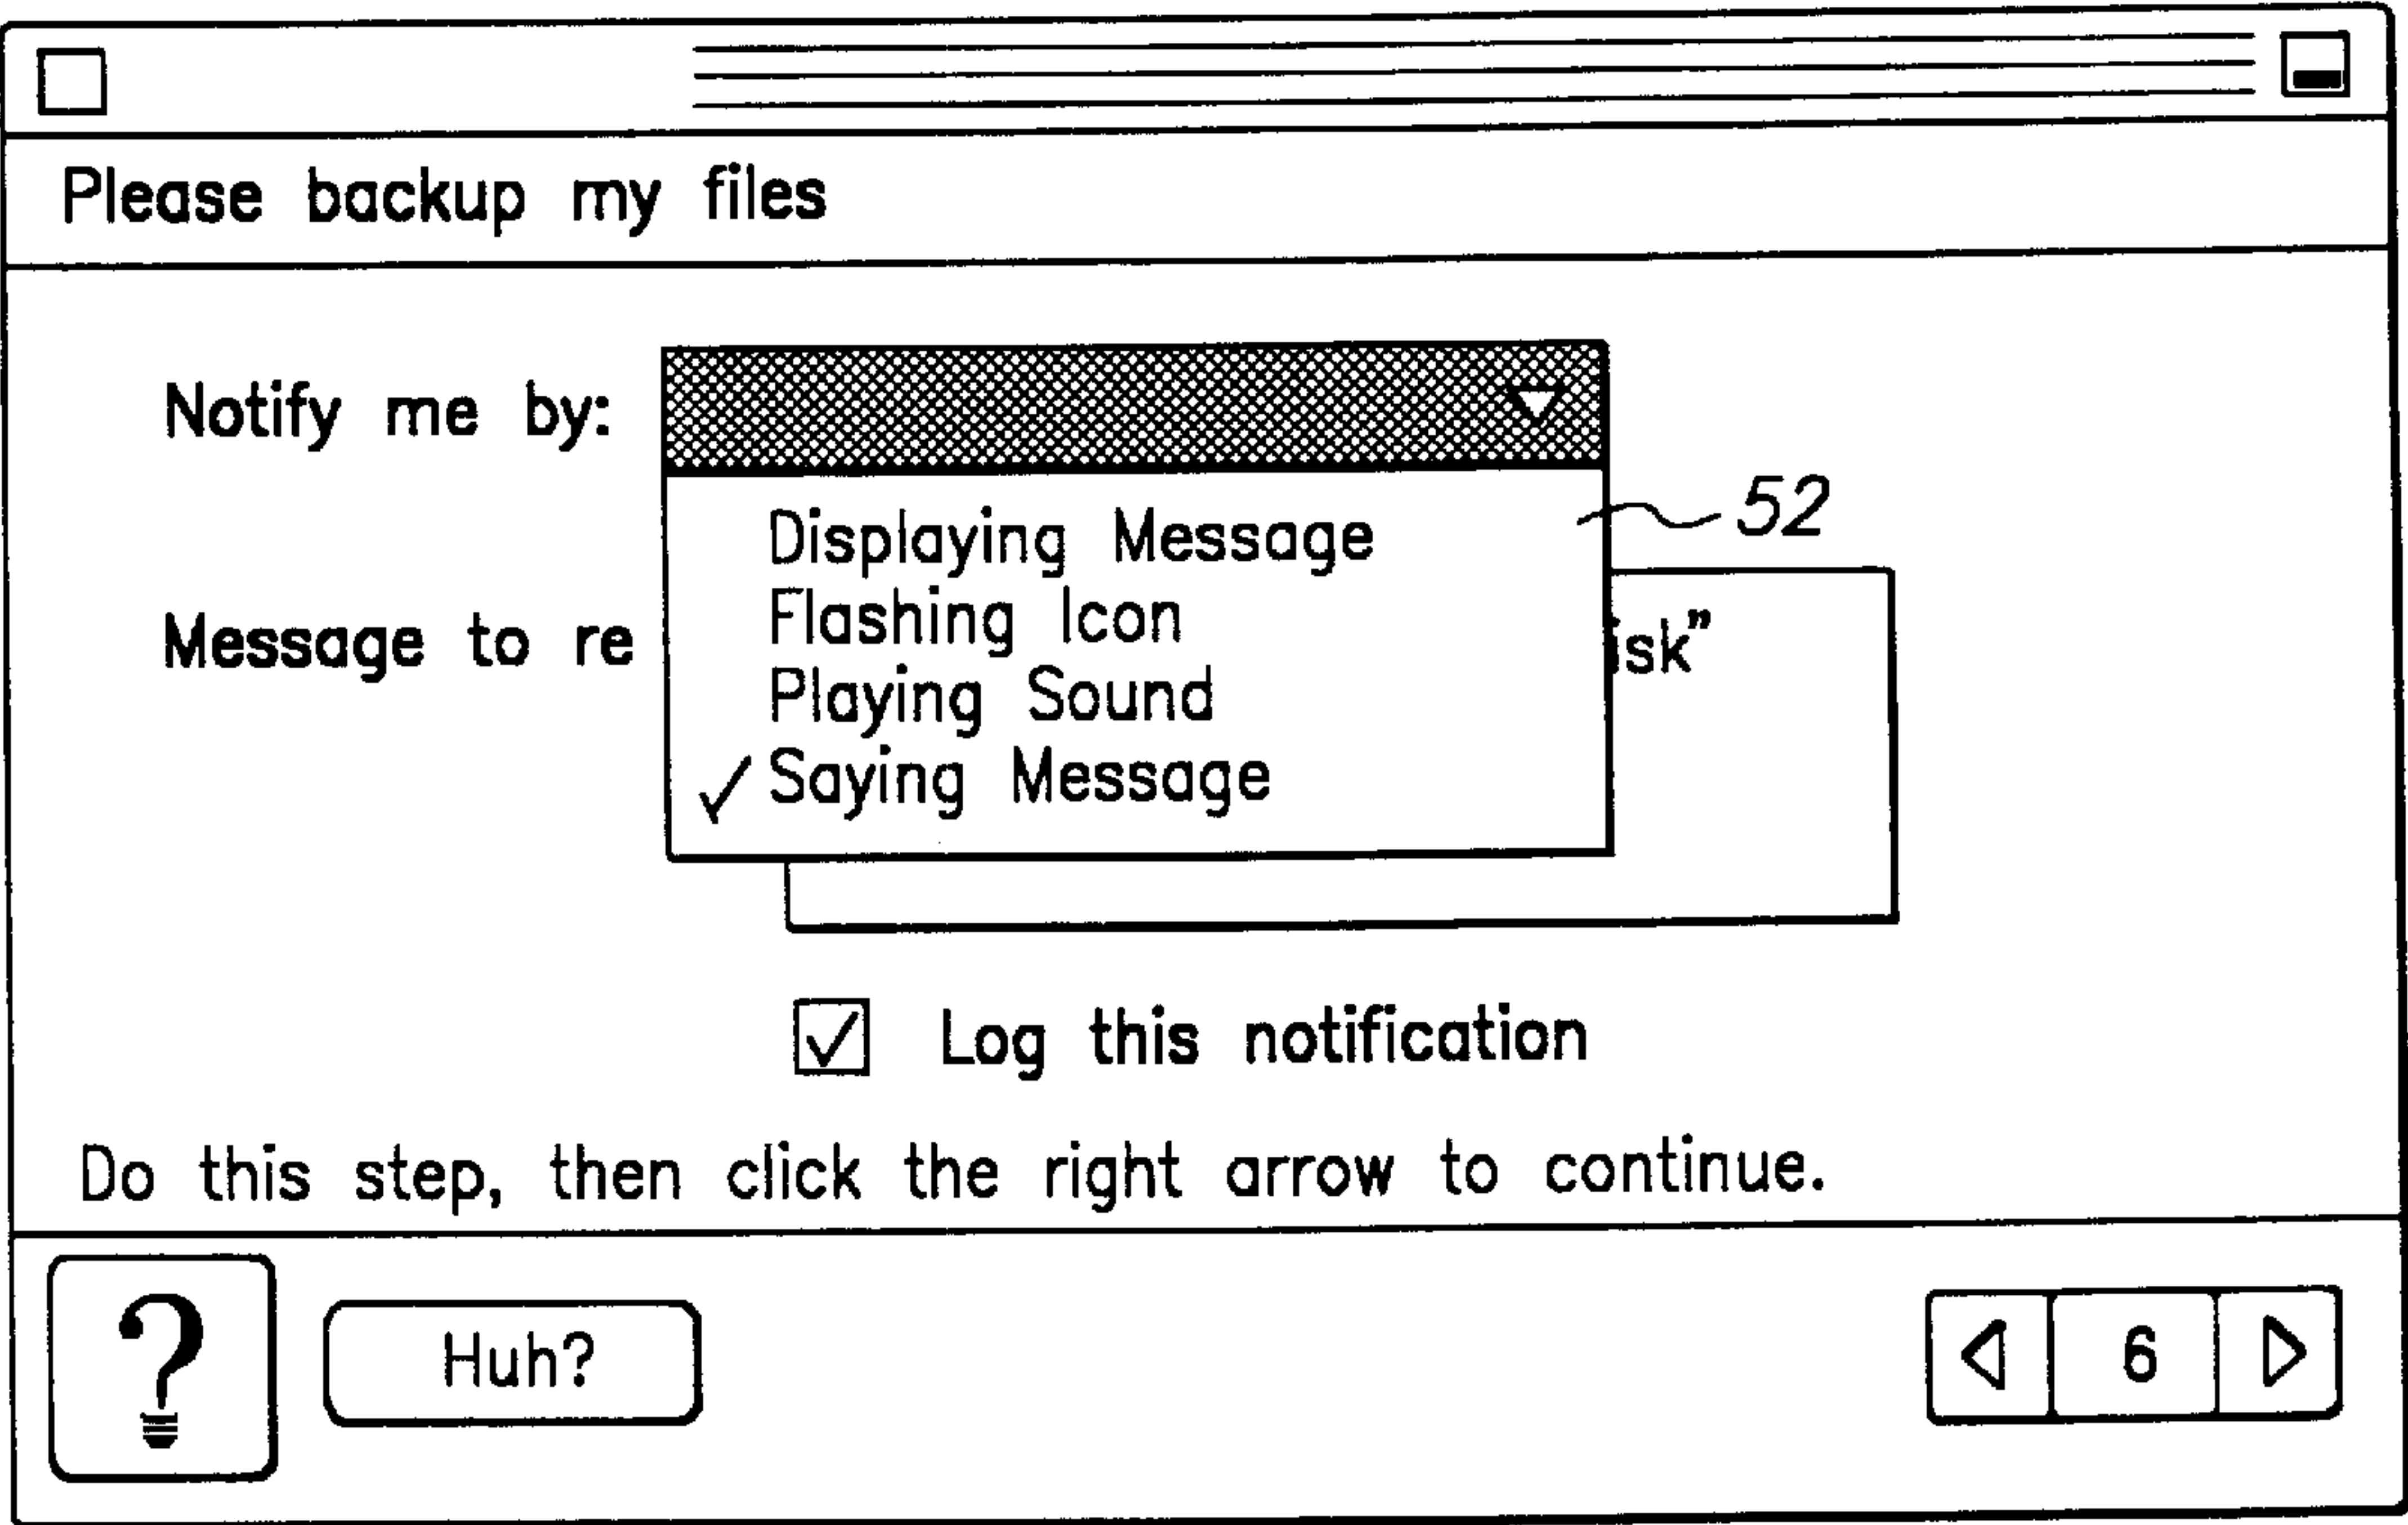 Please backup my files
Notify me by:
Displaying Message
52
Flashing Icon
Message to re
isk”
Playing Sound
✓ Saying Message
Log this notification
Do this step, then click the right arrow to continue.
?
Huh?
6